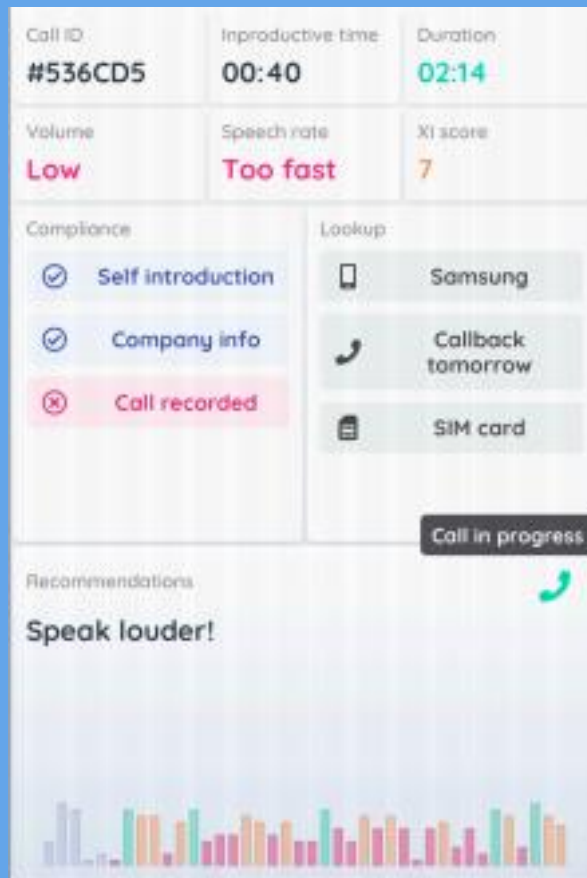 Call ID
Inproductive time
Duration
#536CD5
00:40
02:14
Volume
Speech rate
XI score
Low
Too fast
7
Compliance
Self introduction
Company info
Call recorded
Lookup
Samsung
Callback
tomorrow
SIM card
Call in progress
Recommendations
Speak louder!